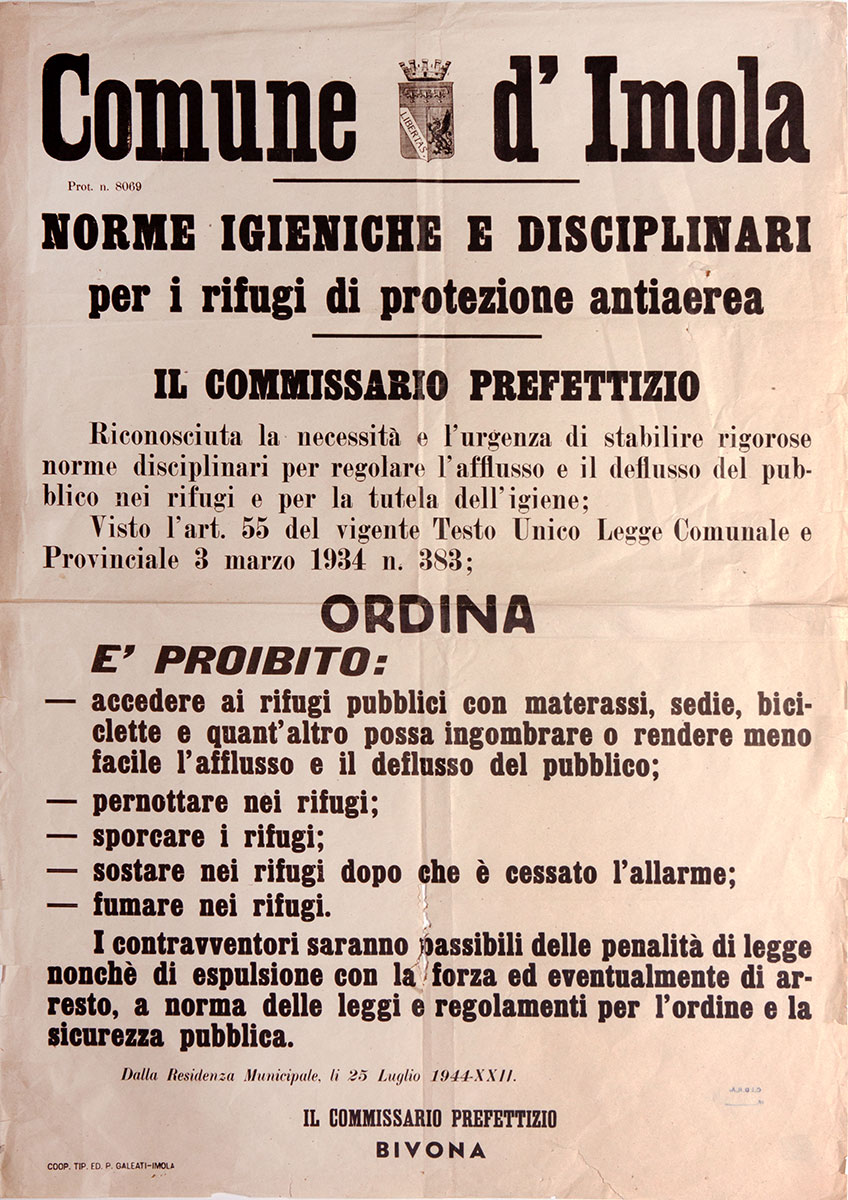 Comune d' Imola
LIBERTAS
Prot. n. 8069
NORME IGIENICHE E DISCIPLINARI
per i rifugi di protezione antiaerea
IL COMMISSARIO PREFETTIZIO
Riconosciuta la necessità e l'urgenza di stabilire rigorose
norme disciplinari per regolare l'afflusso e il deflusso del pub-
blico nei rifugi e per la tutela dell'igiene;
Visto l'art. 55 del vigente Testo Unico Legge Comunale e
Provinciale 3 marzo 1934 n. 383;
ORDINA
E' PROIBITO:
— accedere ai rifugi pubblici con materassi, sedie, bici-
clette e quant'altro possa ingombrare o rendere meno
facile l'afflusso e il deflusso del pubblico;
— pernottare nei rifugi;
— sporcare i rifugi;
— sostare nei rifugi dopo che è cessato l'allarme;
— fumare nei rifugi.
I contravventori saranno passibili delle penalità di legge
nonchè di espulsione con la forza ed eventualmente di ar-
resto, a norma delle leggi e regolamenti per l'ordine e la
sicurezza pubblica.
Dalla Residenza Municipale, li 25 Luglio 1944-XXII.
IL COMMISSARIO PREFETTIZIO
BIVONA
COOP. TIP. ED. P. GALEATI-IMOLA